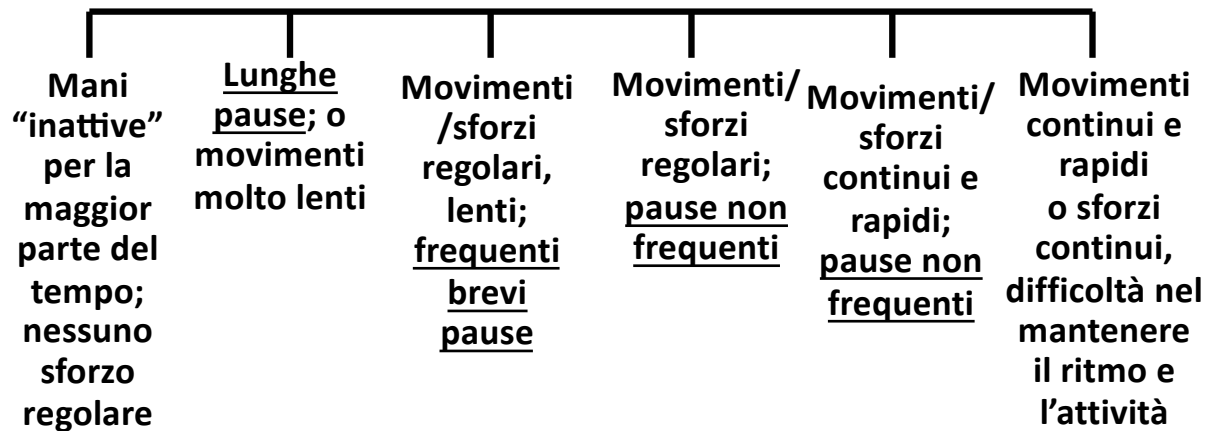 Mani
“inattive”
per la
maggior
parte del
tempo;
nessuno
sforzo
regolare
Lunghe
pause; o
movimenti
molto lenti
Movimenti
/sforzi
regolari,
lenti;
frequenti
brevi
pause
Movimenti/
sforzi
regolari;
pause non
frequenti
Movimenti/
sforzi
continui e
rapidi;
pause non
frequenti
Movimenti
continui e
rapidi
o sforzi
continui,
difficoltà nel
mantenere
il ritmo e
l’attività